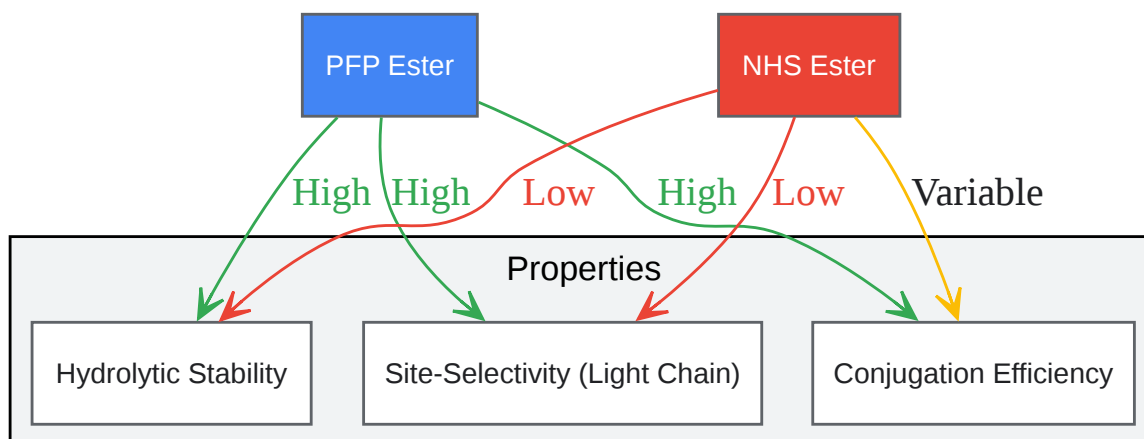 PFP Ester
NHS Ester
High
High
Low
High
Low
Variable
Properties
Hydrolytic Stability
Site-Selectivity (Light Chain)
Conjugation Efficiency